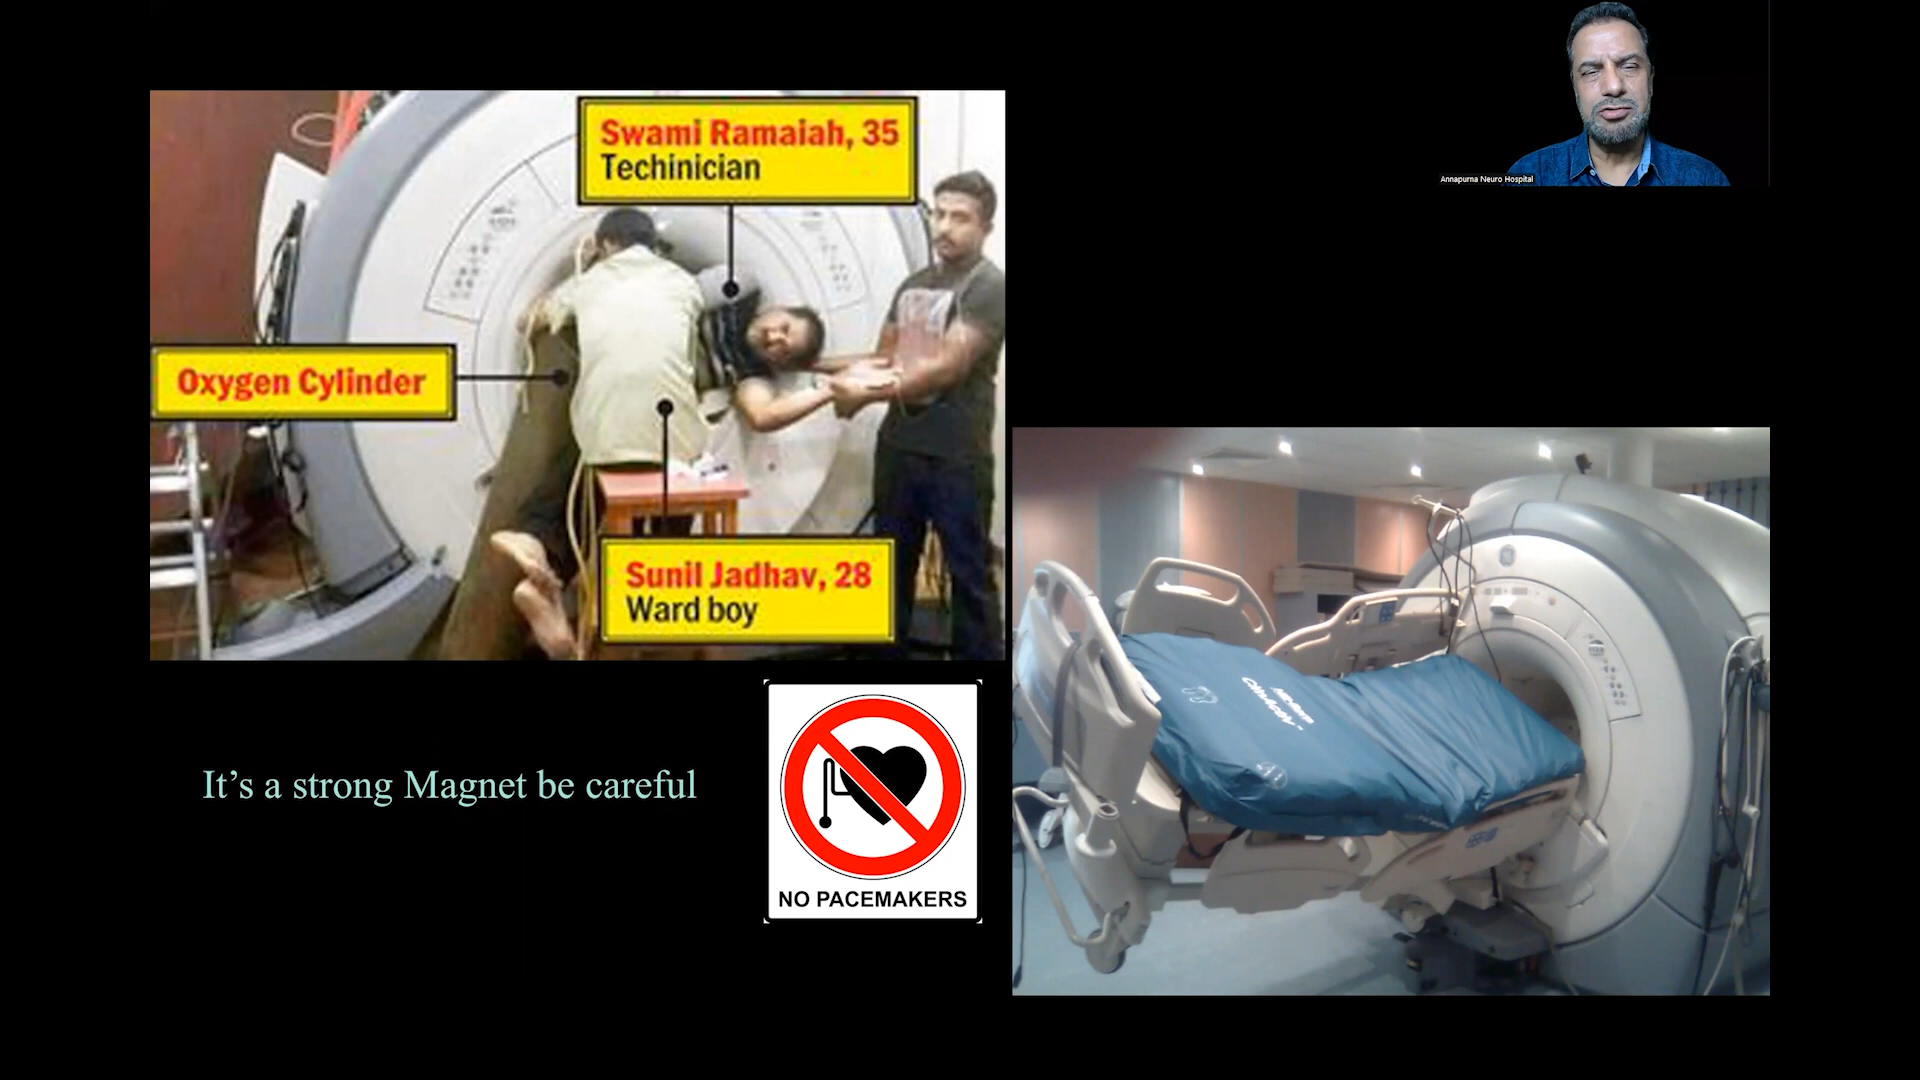 Annapurna Neuro Hospital
Swami Ramaiah, 35
Techinician
Oxygen Cylinder
Sunil Jadhav, 28
Ward boy
It’s a strong Magnet be careful
NO PACEMAKERS